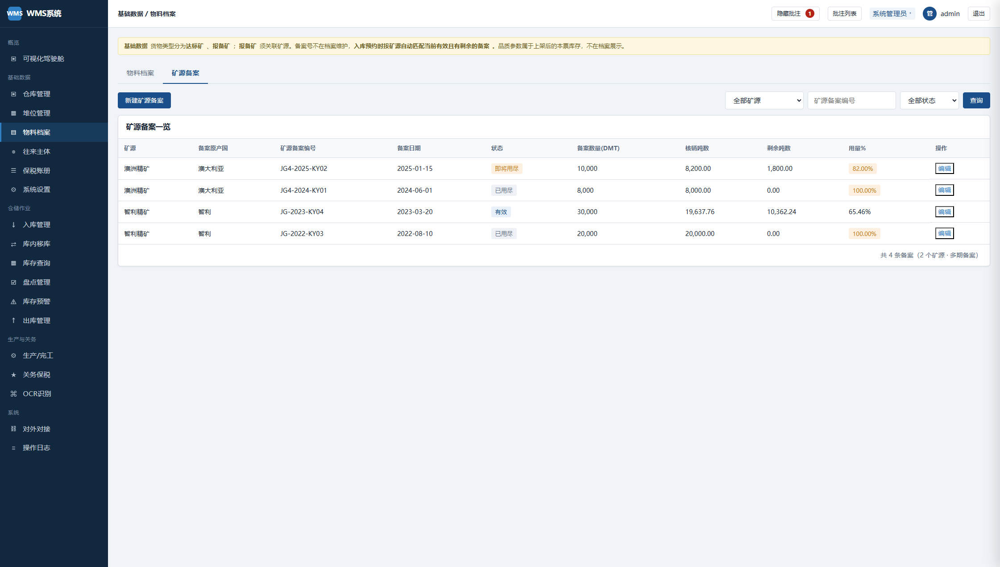 WMS WMS系统
基础数据 / 物料档案
隐藏批注 1
批注列表
系统管理员
管 admin
退出
概览
可视化驾驶舱
基础数据
仓库管理
堆位管理
物料档案
往来主体
保税账册
系统设置
仓储作业
入库管理
库内移库
库存查询
盘点管理
库存预警
出库管理
生产与关务
生产/完工
关务保税
OCR识别
系统
对外对接
操作日志
基础数据 货物类型分为达标矿 、报备矿 ； 报备矿 须关联矿源。备案号不在档案维护，入库预约时按矿源自动匹配当前有效且有剩余的备案 。品质参数属于上架后的本票库存，不在档案展示。
物料档案 矿源备案
新建矿源备案 全部矿源 矿源备案编号 全部状态 查询
矿源备案一览
矿源 备案原产国 矿源备案编号 备案日期 状态 备案数量(DMT) 核销吨数 剩余吨数 用量% 操作
澳洲精矿 澳大利亚 JG4-2025-KY02 2025-01-15 即将用尽 10,000 8,200.00 1,800.00 82.00% 编辑
澳洲精矿 澳大利亚 JG4-2024-KY01 2024-06-01 已用尽 8,000 8,000.00 0.00 100.00% 编辑
智利精矿 智利 JG-2023-KY04 2023-03-20 有效 30,000 19,637.76 10,362.24 65.46% 编辑
智利精矿 智利 JG-2022-KY03 2022-08-10 已用尽 20,000 20,000.00 0.00 100.00% 编辑
共 4 条备案（2 个矿源 · 多期备案）